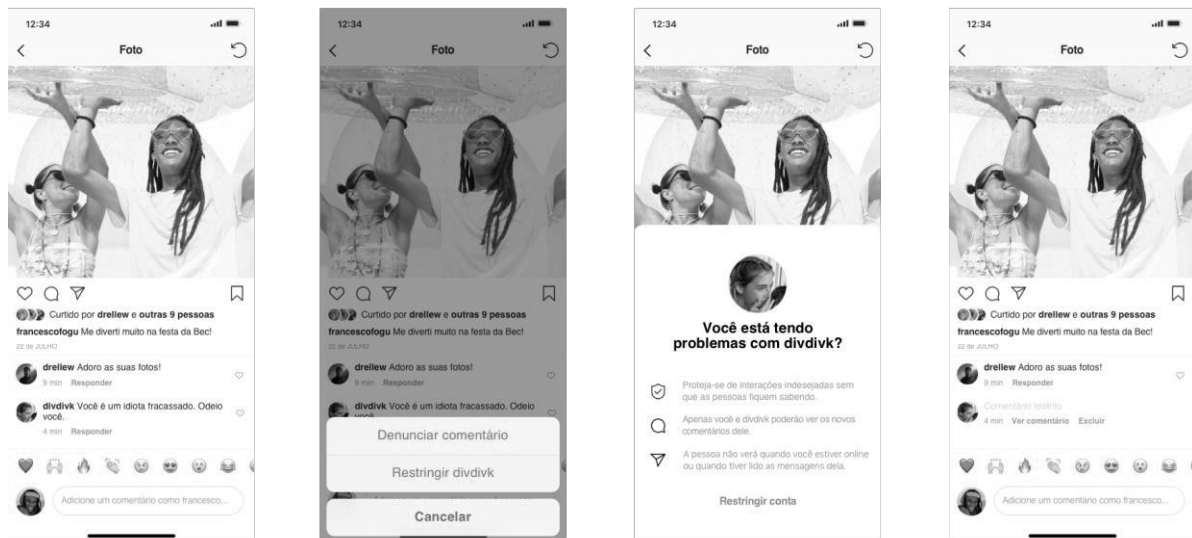 12:34
Foto
Curtido por drellew e outras 9 pessoas
francescofogu Me diverti muito na festa da Bec!
22 de JULHO
drellew Adoro as suas fotos!
9 min Responder
divdivk Você é um idiota fracassado. Odeio
você.
4 min Responder
Adicione um comentário como francesco...
12:34
Foto
Curtido por drellew e outras 9 pessoas
francescofogu Me diverti muito na festa da Bec!
22 de JULHO
drellew Adoro as suas fotos!
9 min Responder
divdivk Você é um idiota fracassado. Odeio
você.
Denunciar comentário
Restringir divdivk
Cancelar
12:34
Foto
Você está tendo
problemas com divdivk?
Proteja-se de interações indesejadas sem
que as pessoas fiquem sabendo.
Apenas você e divdivk poderão ver os novos
comentários dele.
A pessoa não verá quando você estiver online
ou quando tiver lido as mensagens dela.
Restringir conta
12:34
Foto
Curtido por drellew e outras 9 pessoas
francescofogu Me diverti muito na festa da Bec!
22 de JULHO
drellew Adoro as suas fotos!
9 min Responder
Comentário restrito
4 min Ver comentário Excluir
Adicione um comentário como francesco...